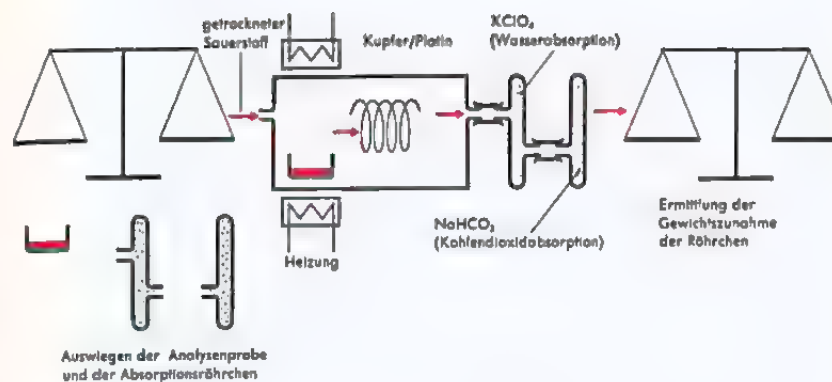 getrockneter
Sauerstoff
Kupfer/Platin
KClO₄
(Wasserabsorption)
NaHCO₃
(Kohlendioxidabsorption)
Heizung
Ermittlung der
Gewichtszunahme
der Röhrchen
Auswiegen der Analysenprobe
und der Absorptionsröhrchen